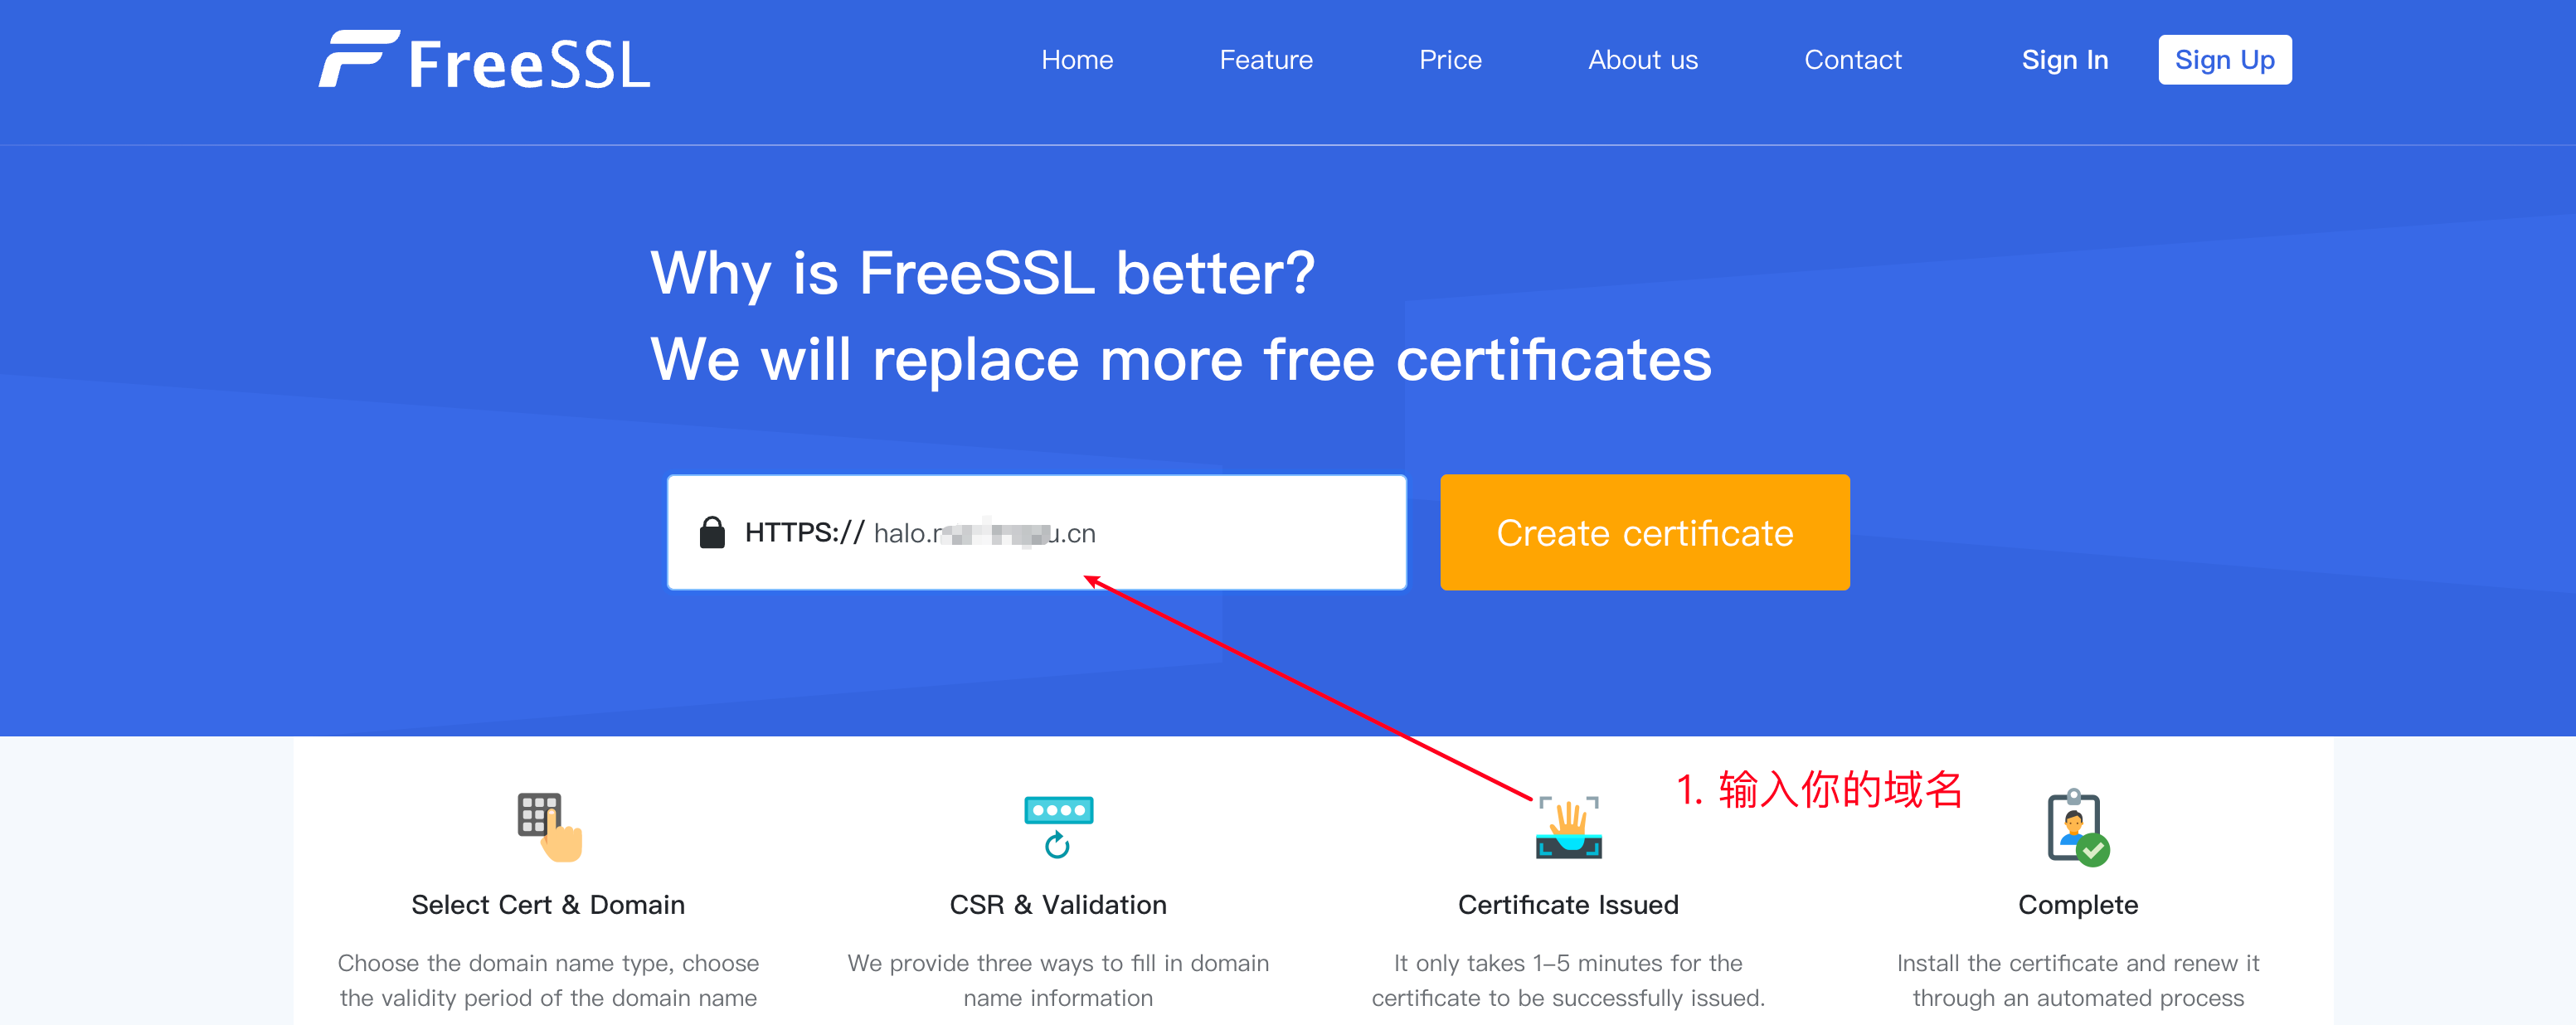 FreeSSL
Home Feature Price About us Contact Sign In Sign Up
Why is FreeSSL better?
We will replace more free certificates
HTTPS:// halo. u.cn
Create certificate
1. 输入你的域名
Select Cert & Domain
Choose the domain name type, choose
the validity period of the domain name
CSR & Validation
We provide three ways to fill in domain
name information
Certificate Issued
It only takes 1–5 minutes for the
certificate to be successfully issued.
Complete
Install the certificate and renew it
through an automated process